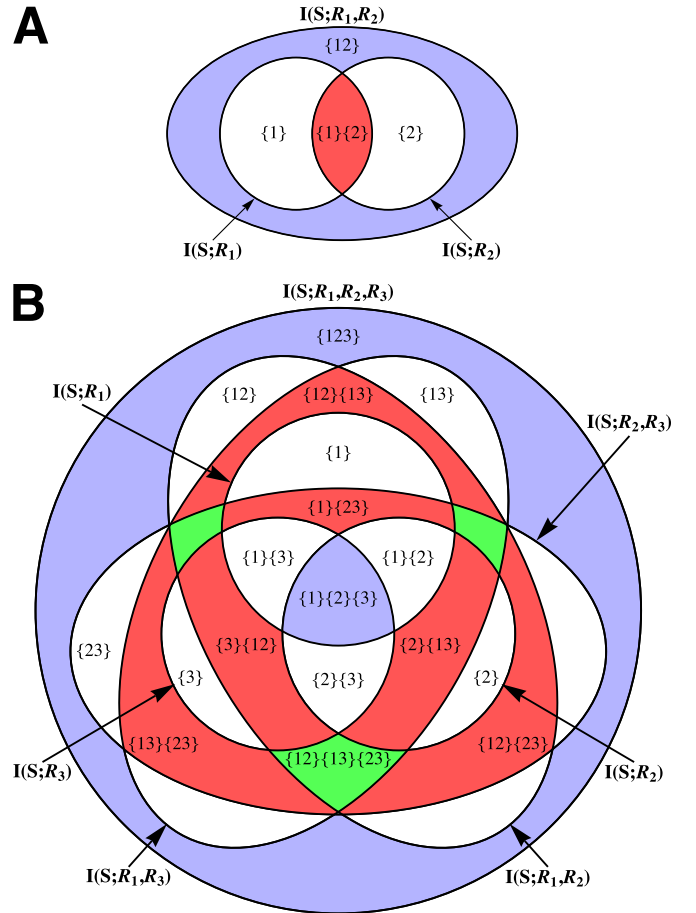 A
I(S;R1,R2)
{12}
{1} {1}{2} {2}
I(S;R1) I(S;R2)
B
I(S;R1,R2,R3)
{123}
I(S;R1) {12} {12}{13} {13}
I(S;R2,R3)
{1}
{1}{23}
{1}{3} {1}{2}
{1}{2}{3}
{23} {3}{12} {2}{13}
{3} {2}{3} {2}
{13}{23} {12}{13}{23} {12}{23}
I(S;R3) I(S;R2)
I(S;R1,R3) I(S;R1,R2)